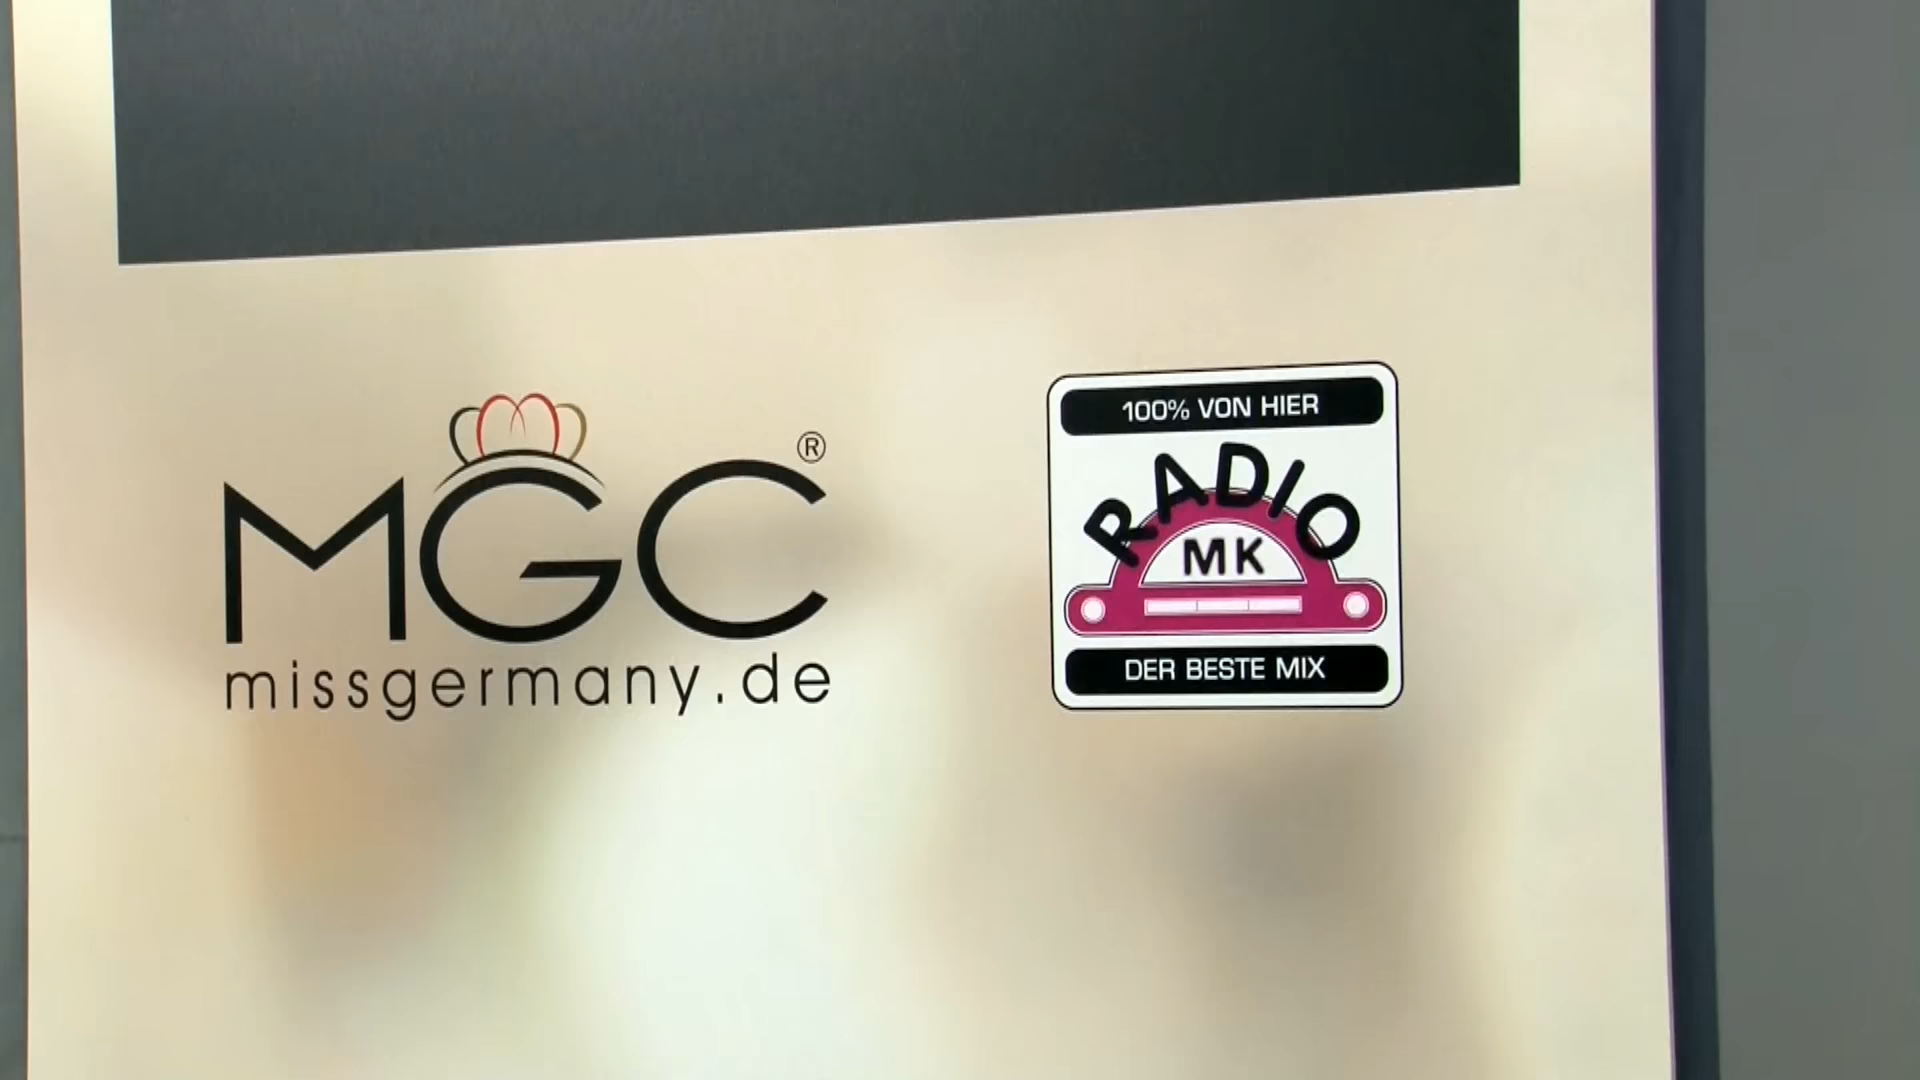 MGC®
missgermany.de
100% VON HIER
RADIO
MK
DER BESTE MIX